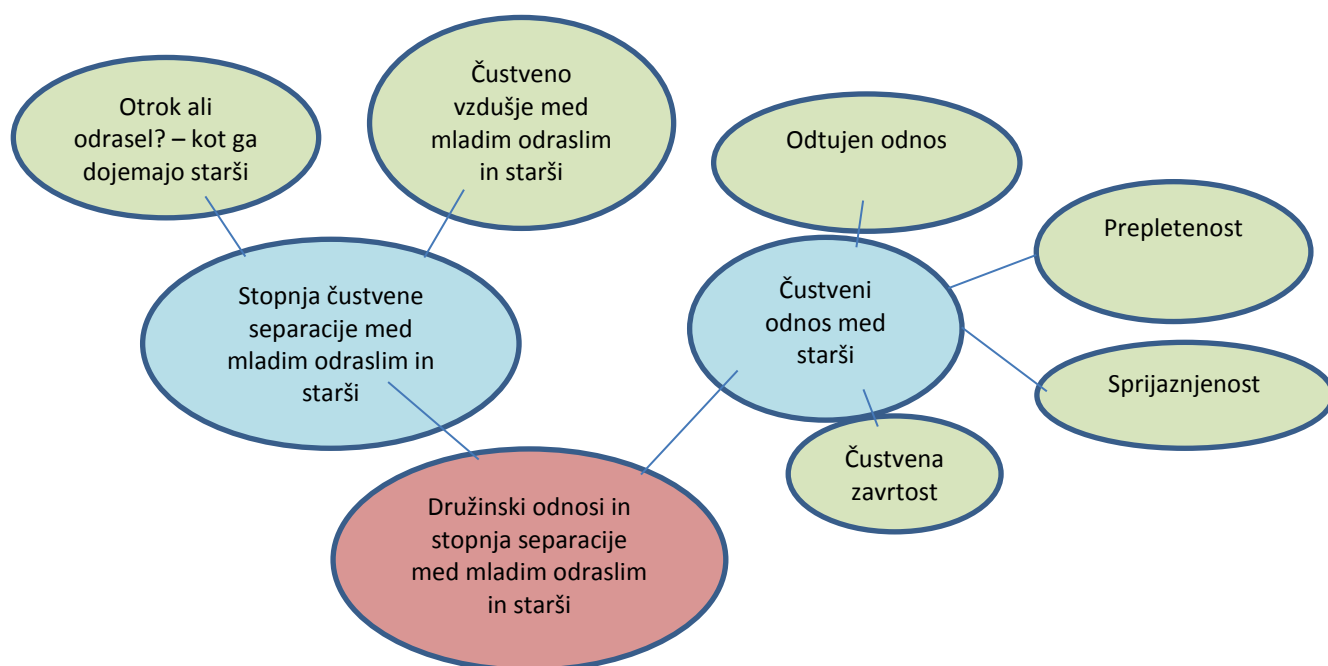 Otrok ali
odrasel? – kot ga
dojemajo starši
Čustveno
vzdušje med
mladim odraslim
in starši
Odtujen odnos
Prepletenost
Stopnja čustvene
separacije med
mladim odraslim in
starši
Čustveni
odnos med
starši
Sprijaznjenost
Čustvena
zavrtost
Družinski odnosi in
stopnja separacije
med mladim odraslim
in starši